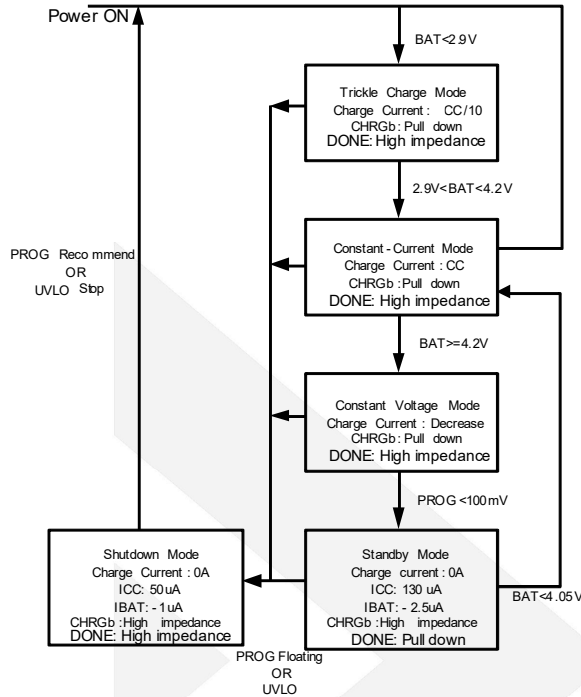 Power ON
BAT<2.9V
Trickle Charge Mode
Charge Current: CC/10
CHRGb: Pull down
DONE: High impedance
2.9V<BAT<4.2V
Constant-Current Mode
Charge Current: CC
CHRGb: Pull down
DONE: High impedance
PROG Recommend
OR
UVLO Stop
BAT>=4.2V
Constant Voltage Mode
Charge Current: Decrease
CHRGb: Pull down
DONE: High impedance
PROG<100mV
Shutdown Mode
Charge Current: 0A
ICC: 50uA
IBAT: -1uA
CHRGb: High impedance
DONE: High impedance
Standby Mode
Charge current: 0A
ICC: 130 uA
IBAT: -2.5uA
CHRGb: High impedance
DONE: Pull down
BAT<4.05V
PROG Floating
OR
UVLO